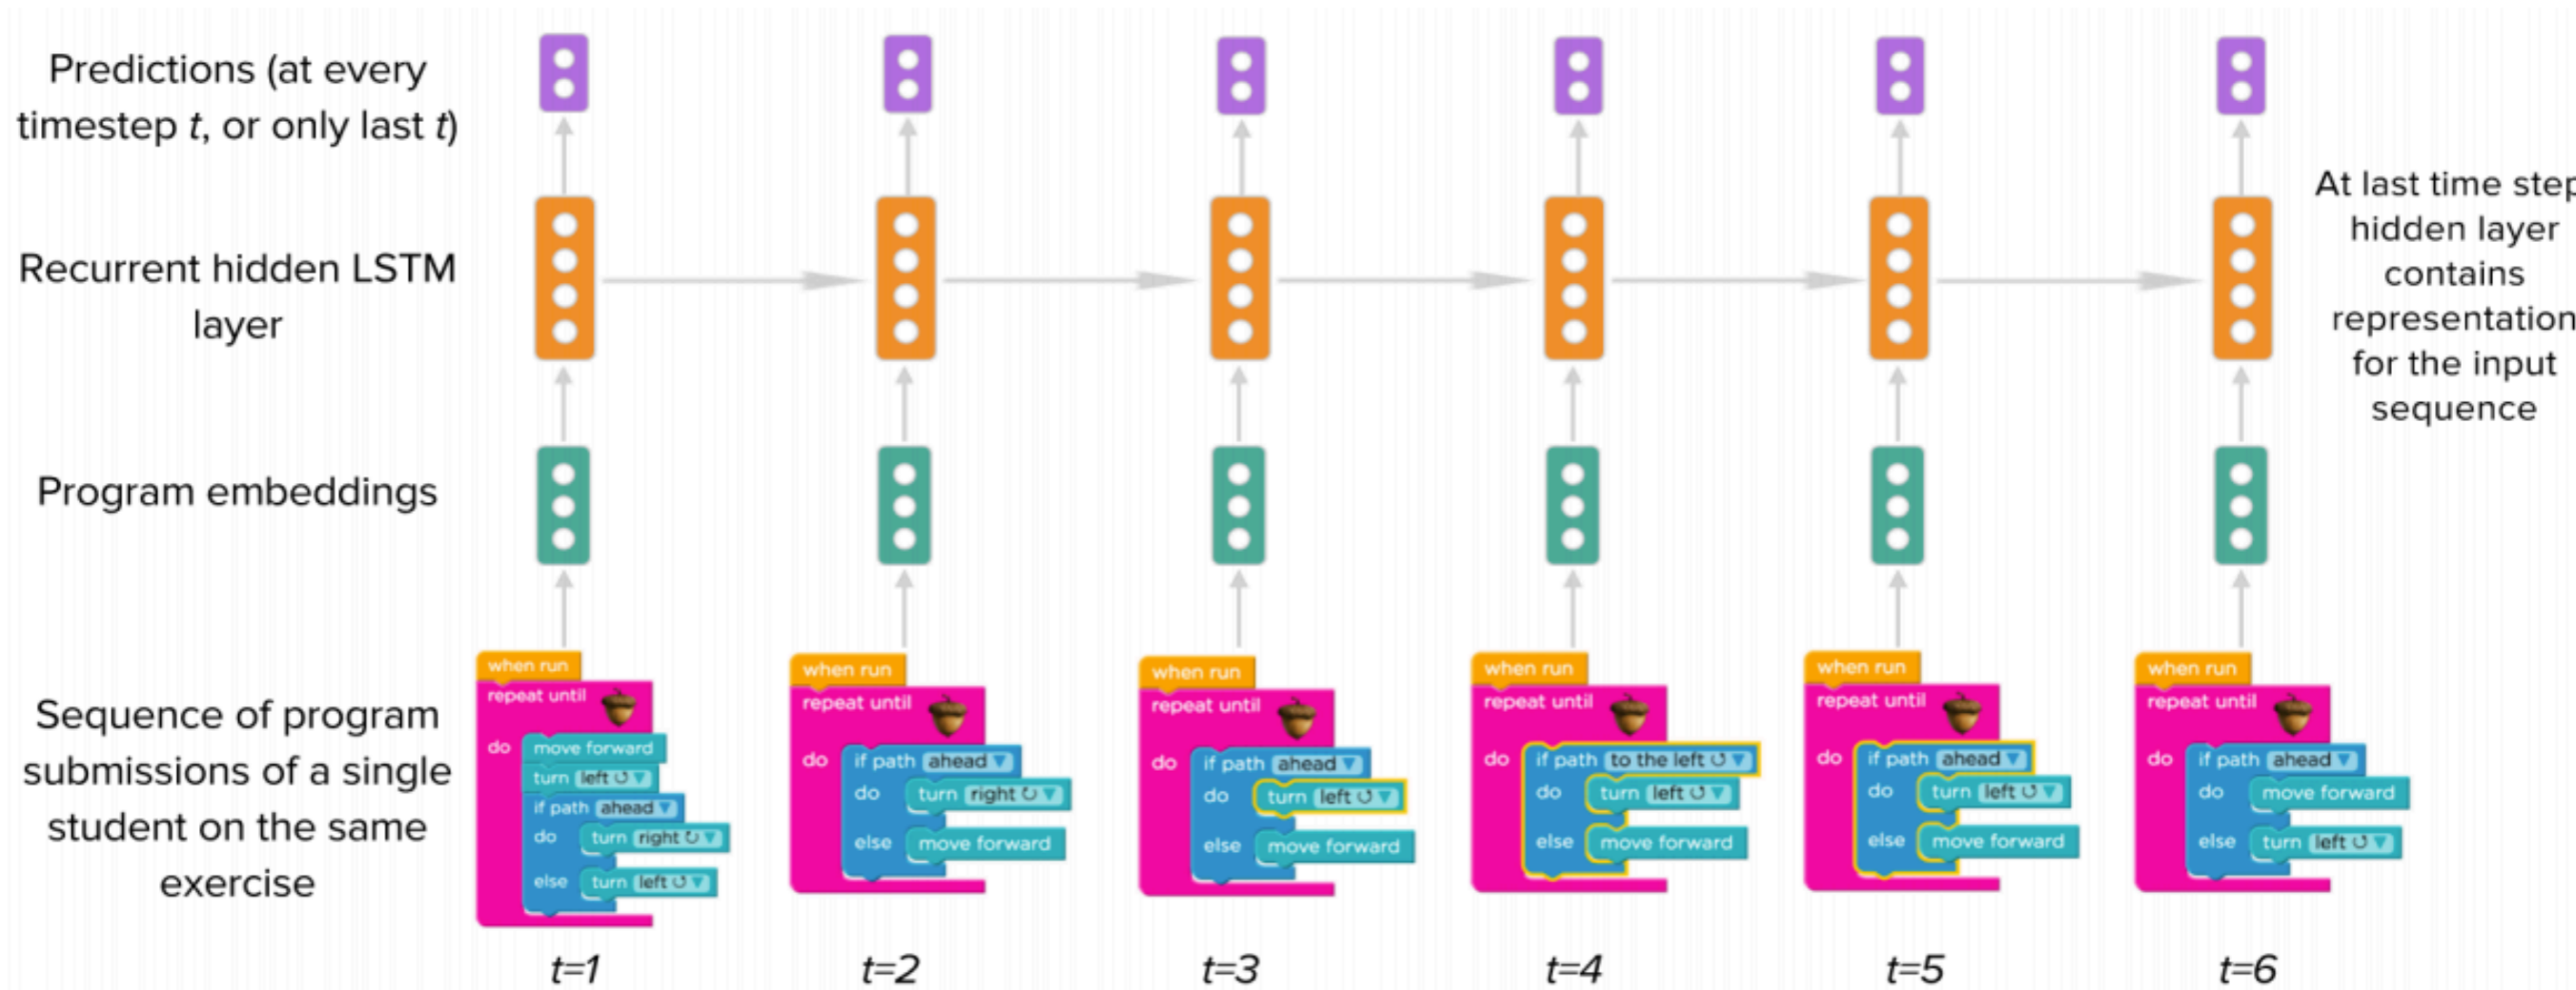 Predictions (at every
timestep t, or only last t)
Recurrent hidden LSTM
layer
At last time step
hidden layer
contains
representation
for the input
sequence
Program embeddings
Sequence of program
submissions of a single
student on the same
exercise
when run
repeat until
do move forward
turn left ↺ ▼
if path ahead ▼
do turn right ↻ ▼
else turn left ↺ ▼
t=1
when run
repeat until
do if path ahead ▼
do turn right ↻ ▼
else move forward
t=2
when run
repeat until
do if path ahead ▼
do turn left ↺ ▼
else move forward
t=3
when run
repeat until
do if path to the left ↺ ▼
do turn left ↺ ▼
else move forward
t=4
when run
repeat until
do if path ahead ▼
do turn left ↺ ▼
else move forward
t=5
when run
repeat until
do if path ahead ▼
do move forward
else turn left ↺ ▼
t=6